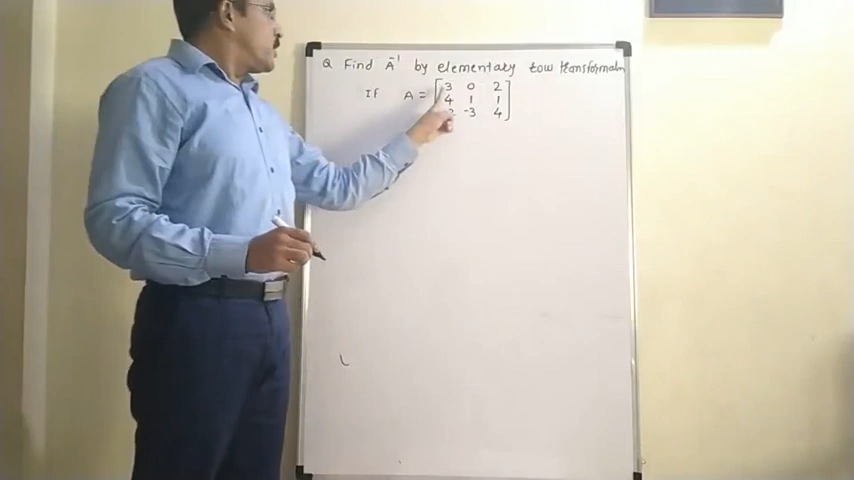 Q Find A⁻¹ by elementary row transformation
If A = [ 3 0 2
4 1 1
-3 4 ]